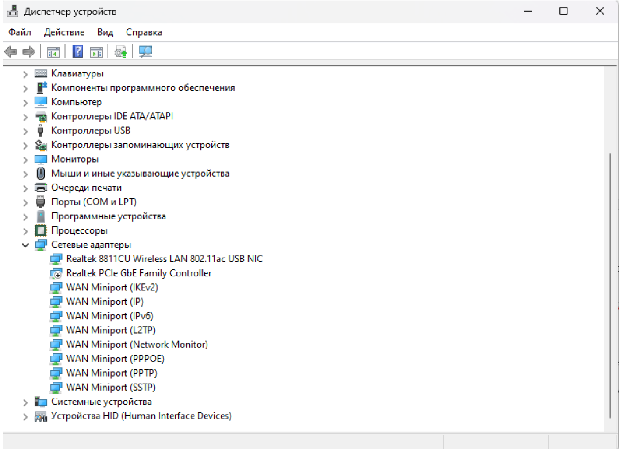 Диспетчер устройств
Файл Действие Вид Справка
Клавиатуры
Компоненты программного обеспечения
Компьютер
Контроллеры IDE ATA/ATAPI
Контроллеры USB
Контроллеры запоминающих устройств
Мониторы
Мыши и иные указывающие устройства
Очереди печати
Порты (COM и LPT)
Программные устройства
Процессоры
Сетевые адаптеры
Realtek 8811CU Wireless LAN 802.11ac USB NIC
Realtek PCIe GbE Family Controller
WAN Miniport (IKEv2)
WAN Miniport (IP)
WAN Miniport (IPv6)
WAN Miniport (L2TP)
WAN Miniport (Network Monitor)
WAN Miniport (PPPOE)
WAN Miniport (PPTP)
WAN Miniport (SSTP)
Системные устройства
Устройства HID (Human Interface Devices)